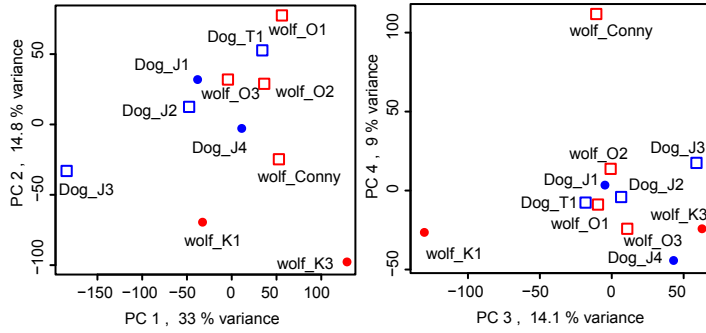 wolf_O1
Dog_T1
Dog_J1
wolf_O3
wolf_O2
Dog_J2
Dog_J4
wolf_Conny
Dog_J3
wolf_K1
wolf_K3
50
0
−50
−100
−150
−100
−50
0
50
100
PC 2 , 14.8 % variance
PC 1 , 33 % variance
wolf_Conny
wolf_O2
Dog_J3
Dog_J1
Dog_J2
Dog_T1
wolf_O1
wolf_K3
wolf_K1
wolf_O3
Dog_J4
100
50
0
−50
−100
−50
0
50
PC 4 , 9 % variance
PC 3 , 14.1 % variance